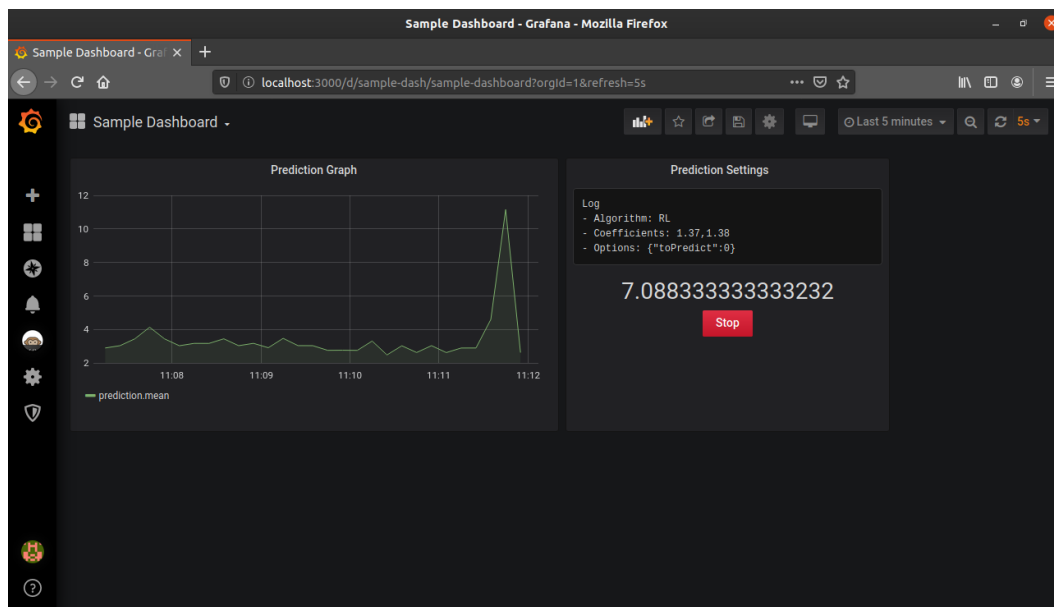 Sample Dashboard - Grafana - Mozilla Firefox
Sample Dashboard - Graf
localhost:3000/d/sample-dash/sample-dashboard?orgId=1&refresh=5s
Sample Dashboard
Last 5 minutes
5s
Prediction Graph
12
10
8
6
4
2
11:08 11:09 11:10 11:11 11:12
prediction.mean
Prediction Settings
Log
- Algorithm: RL
- Coefficients: 1.37,1.38
- Options: {"toPredict":0}
7.088333333333232
Stop